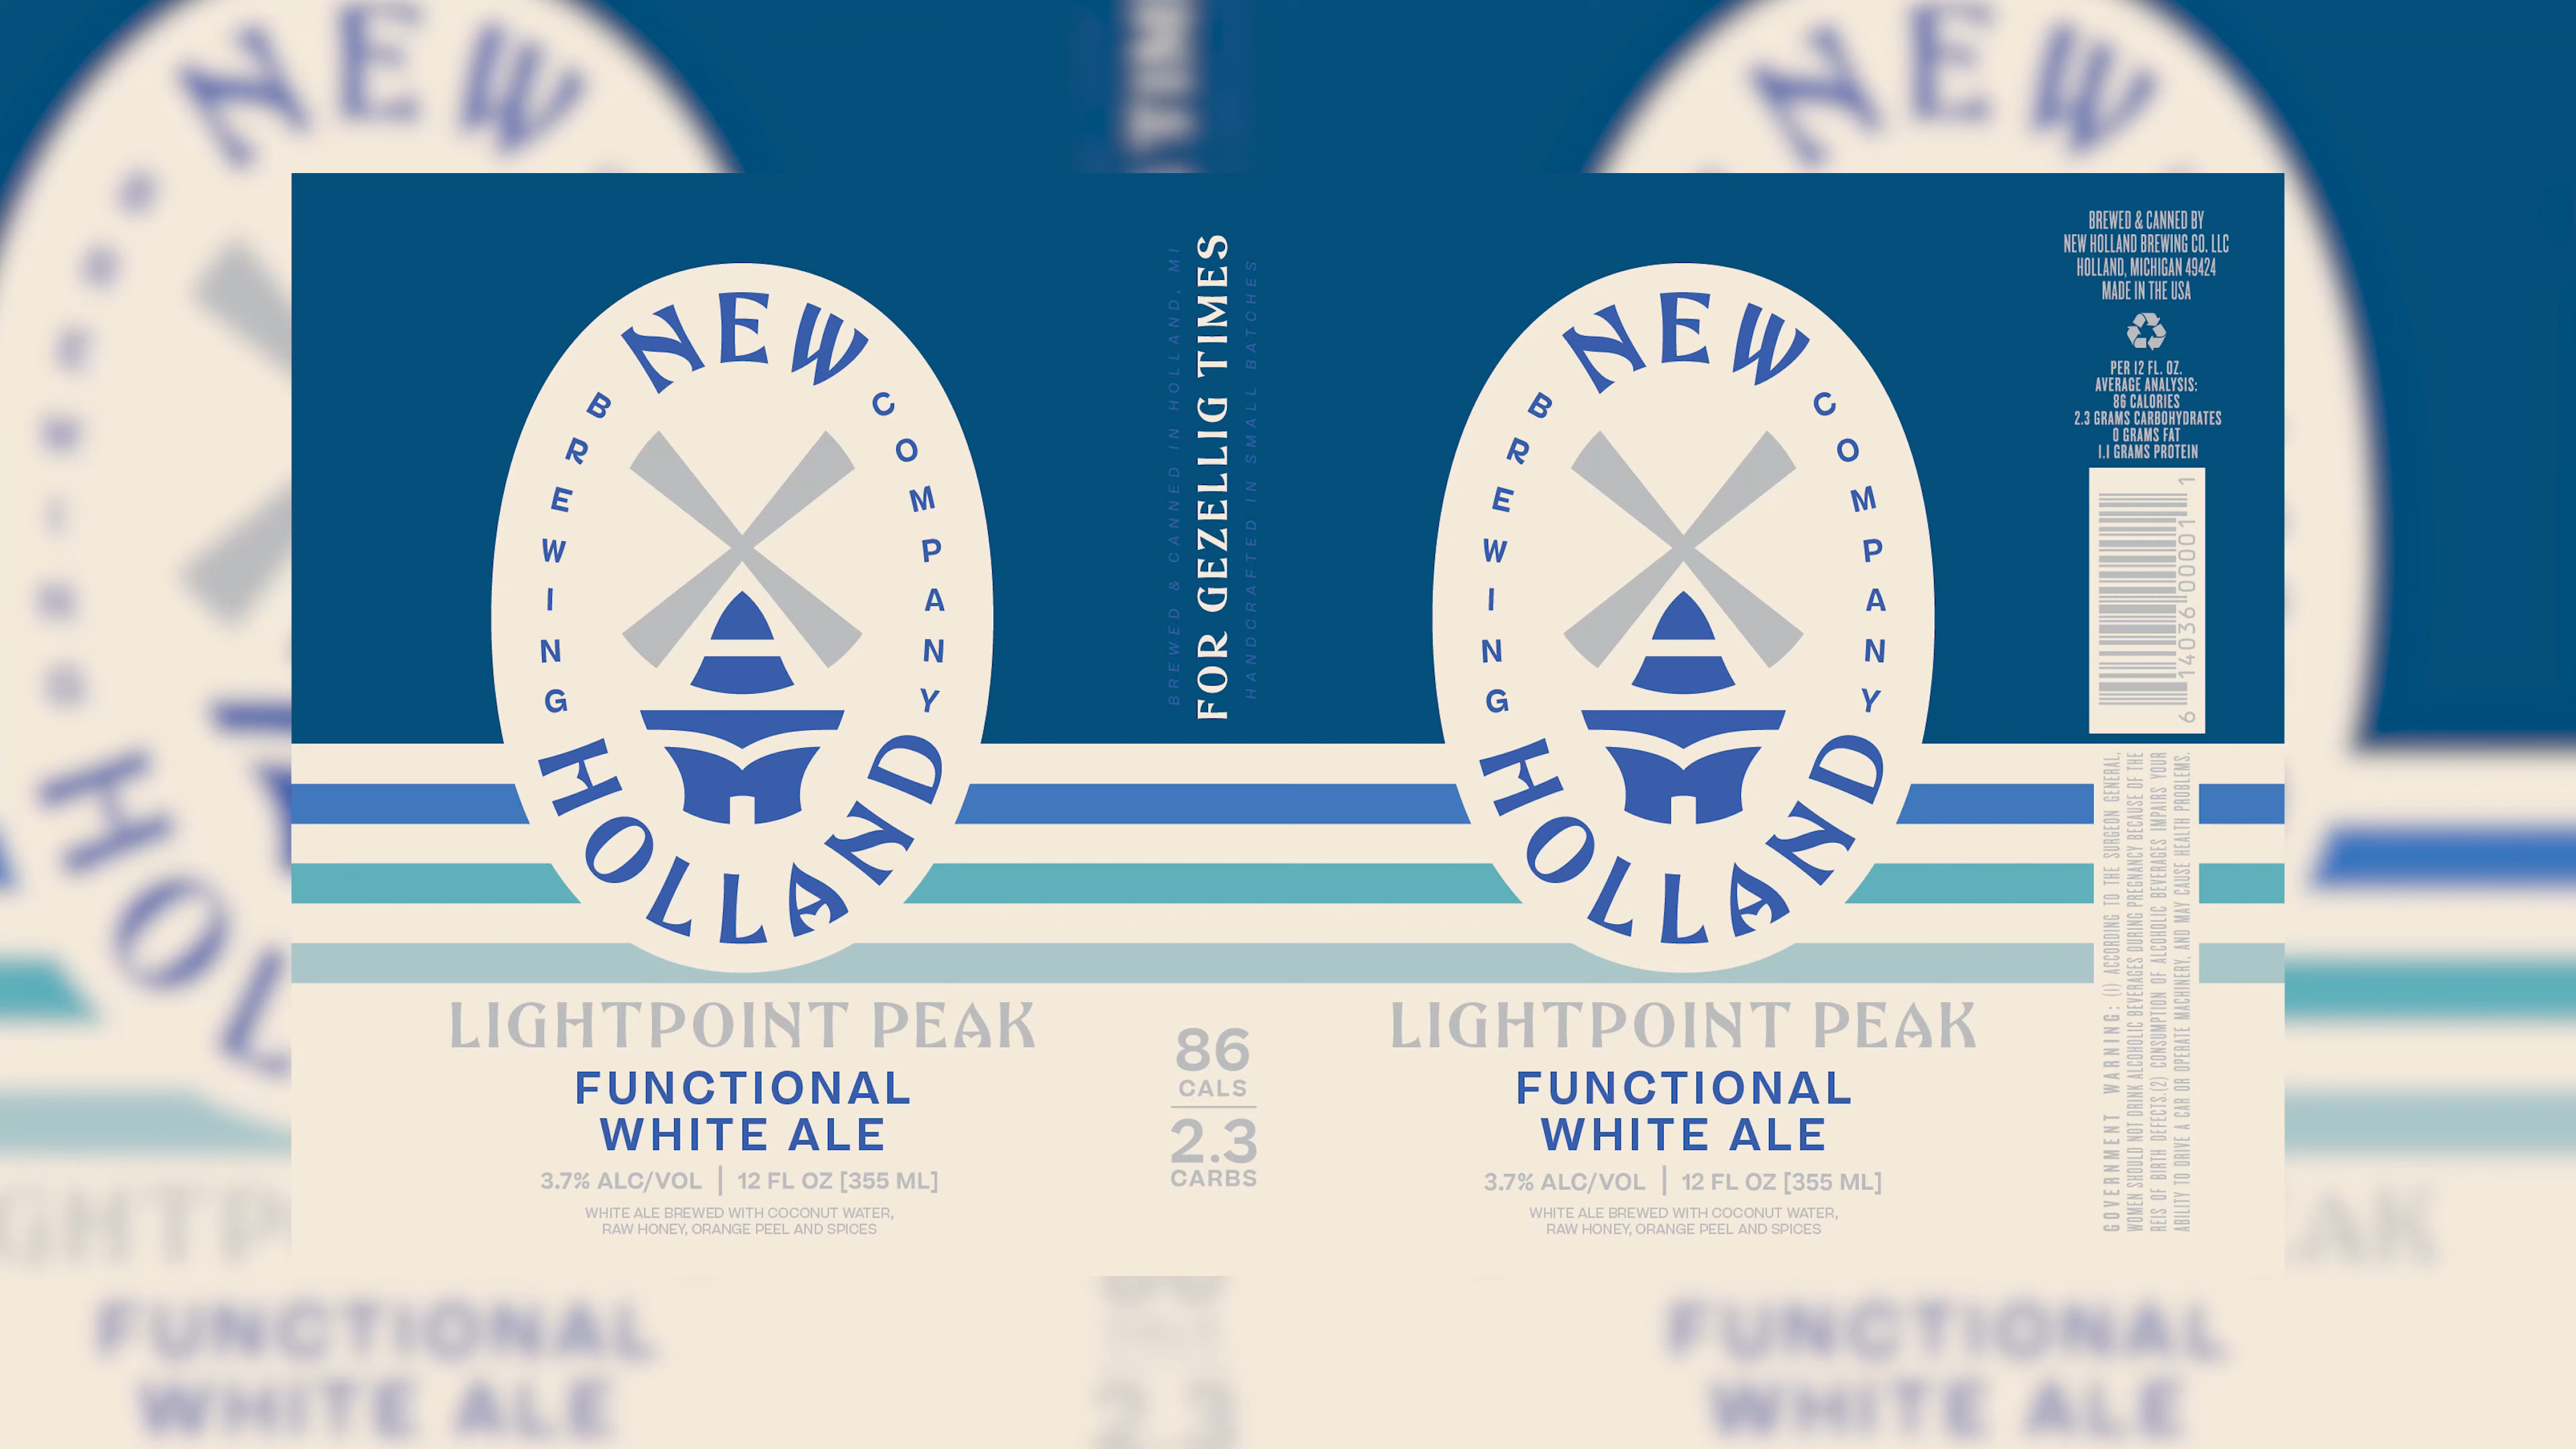 NEW
BREWING
COMPANY
HOLLAND
LIGHTPOINT PEAK
FUNCTIONAL
WHITE ALE
3.7% ALC/VOL | 12 FL OZ [355 ML]
WHITE ALE BREWED WITH COCONUT WATER,
RAW HONEY, ORANGE PEEL AND SPICES
BREWED & CANNED IN HOLLAND, MI
FOR GEZELLIG TIMES
HANDCRAFTED IN SMALL BATCHES
86
CALS
2.3
CARBS
NEW
BREWING
COMPANY
HOLLAND
LIGHTPOINT PEAK
FUNCTIONAL
WHITE ALE
3.7% ALC/VOL | 12 FL OZ [355 ML]
WHITE ALE BREWED WITH COCONUT WATER,
RAW HONEY, ORANGE PEEL AND SPICES
BREWED & CANNED BY
NEW HOLLAND BREWING CO. LLC
HOLLAND, MICHIGAN 49424
MADE IN THE USA
PER 12 FL. OZ.
AVERAGE ANALYSIS:
86 CALORIES
2.3 GRAMS CARBOHYDRATES
0 GRAMS FAT
1.1 GRAMS PROTEIN
6 14036 00001 1
GOVERNMENT WARNING: (1) ACCORDING TO THE SURGEON GENERAL,
WOMEN SHOULD NOT DRINK ALCOHOLIC BEVERAGES DURING PREGNANCY BECAUSE OF THE
REIS OF BIRTH DEFECTS.(2) CONSUMPTION OF ALCOHOLIC BEVERAGES IMPAIRS YOUR
ABILITY TO DRIVE A CAR OR OPERATE MACHINERY, AND MAY CAUSE HEALTH PROBLEMS.